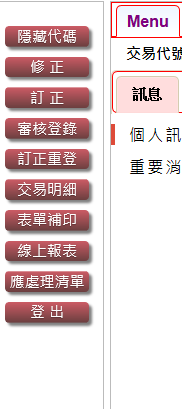 隱藏代碼
修 正
訂 正
審核登錄
訂正重登
交易明細
表單補印
線上報表
應處理清單
登 出
Menu
交易代號
訊息
個人訊
重要消